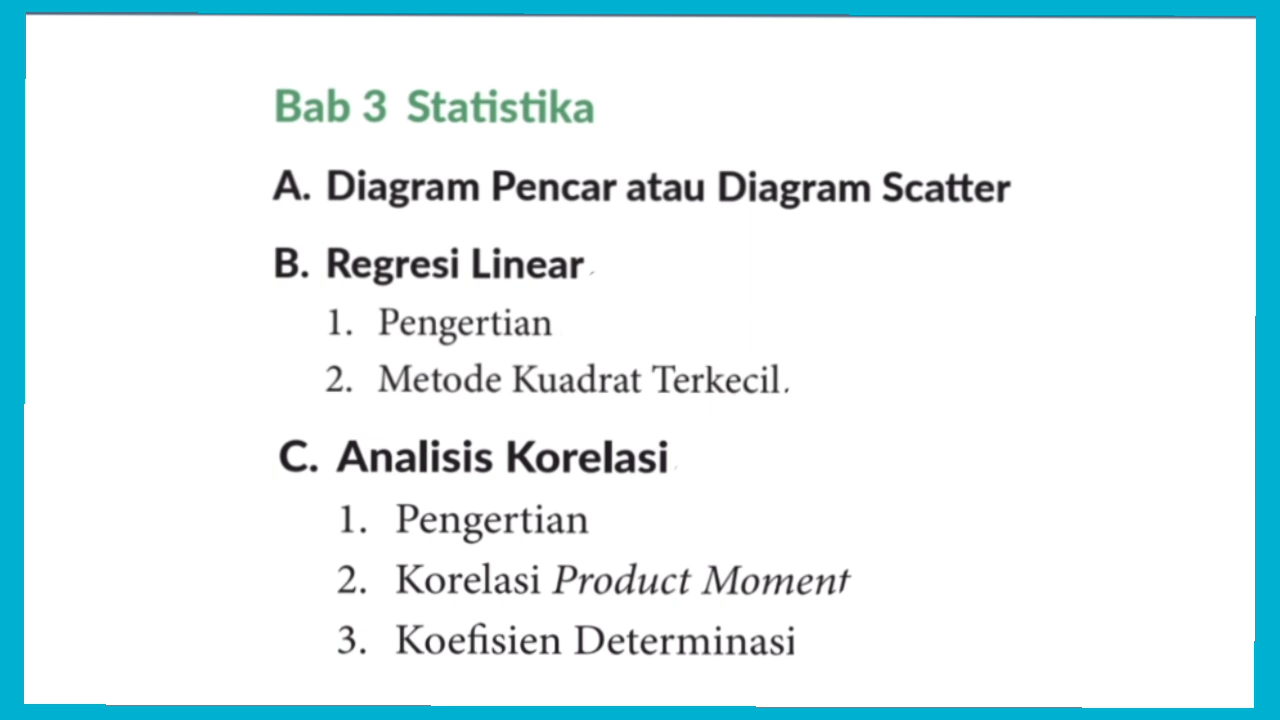 Bab 3 Statistika
A. Diagram Pencar atau Diagram Scatter
B. Regresi Linear
1. Pengertian
2. Metode Kuadrat Terkecil.
C. Analisis Korelasi
1. Pengertian
2. Korelasi Product Moment
3. Koefisien Determinasi